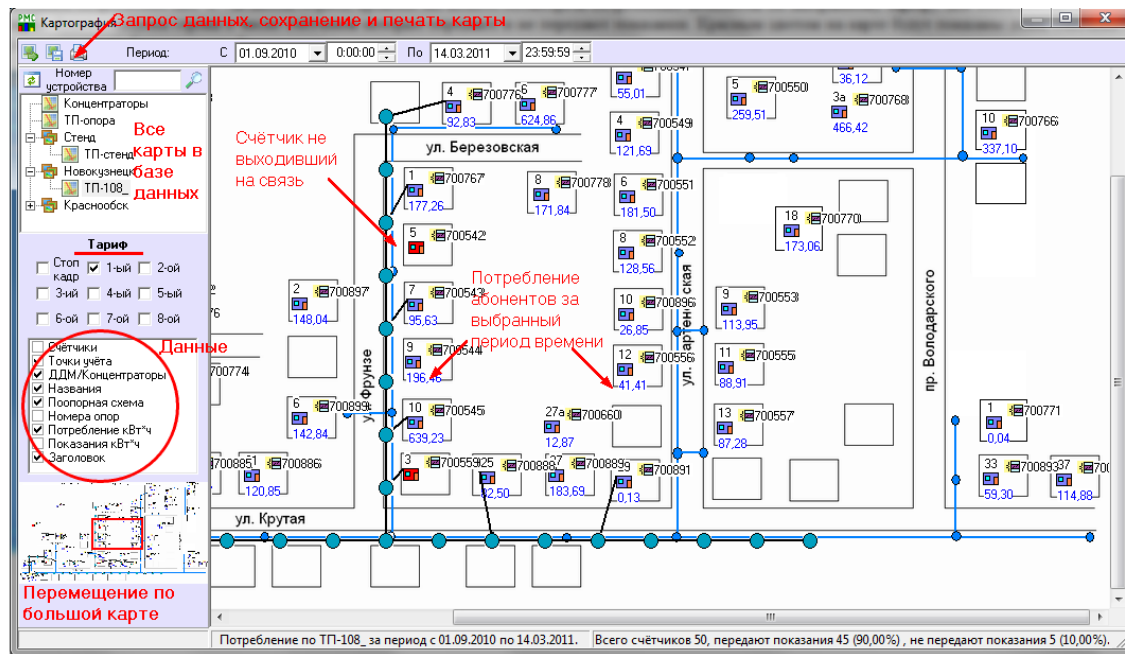 РМС Картография
Запрос данных, сохранение и печать карты
Период: С 01.09.2010 0:00:00 По 14.03.2011 23:59:59
Номер
устройства
Концентраторы
ТП-опора
Стенд
ТП-стенд
Новокузнецк
ТП-108_
Краснообск
Все
карты в
базе
данных
Тариф
Стоп
кадр
1-ый 2-ой
3-ий 4-ый 5-ый
6-ой 7-ой 8-ой
Данные
Счётчики
Точки учёта
ДДМ/Концентраторы
Названия
Поопорная схема
Номера опор
Потребление кВт*ч
Показания кВт*ч
Заголовок
Перемещение по
большой карте
Счётчик не
выходивший
на связь
Потребление
абонентов за
выбранный
период времени
4 700776
92,83
6 700777
624,86
55,01
4 700549
121,69
5 700550
259,51
36,12
3а 700768
466,42
10 700766
337,10
ул. Березовская
1 700767
177,26
8 700778
171,84
6 700551
181,50
18 700770
173,06
5 700542
8 700552
128,56
2 700897
148,04
7 700543
95,63
10 700896
26,85
9 700553
113,95
9 700544
196,46
12 700556
41,41
11 700555
88,91
700774
6 700899
142,84
10 700545
639,23
27а 700660
12,87
13 700557
87,28
1 700771
0,04
700885 700886
120,85
3 700559
25 700888
700889
183,69
700891
0,13
33 700893
59,30
37
114,88
ул. Фрунзе
пр. Володарского
ул. Крутая
Потребление по ТП-108_ за период с 01.09.2010 по 14.03.2011.
Всего счётчиков 50, передают показания 45 (90,00%) , не передают показания 5 (10,00%).